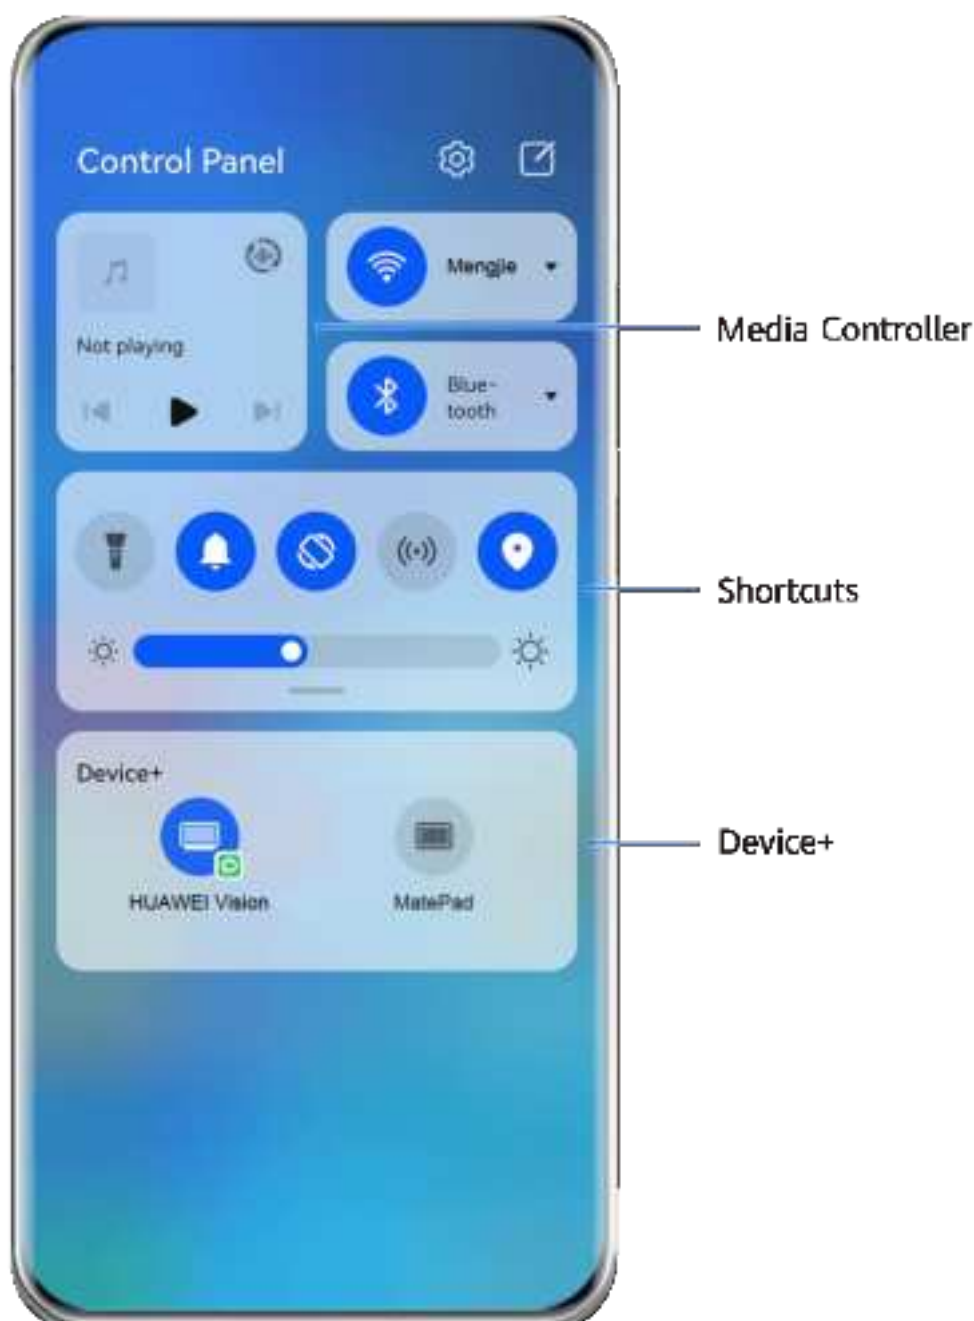 Control Panel
Mengjie
Not playing
Blue-
tooth
Media Controller
Shortcuts
Device+
HUAWEI Vision
MatePad
Device+